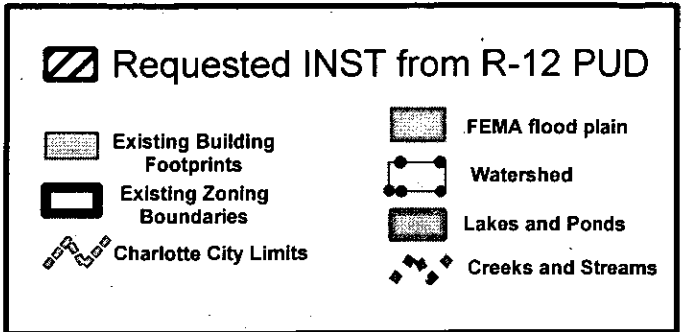 Requested INST from R-12 PUD
Existing Building
Footprints
Existing Zoning
Boundaries
Charlotte City Limits
FEMA flood plain
Watershed
Lakes and Ponds
Creeks and Streams